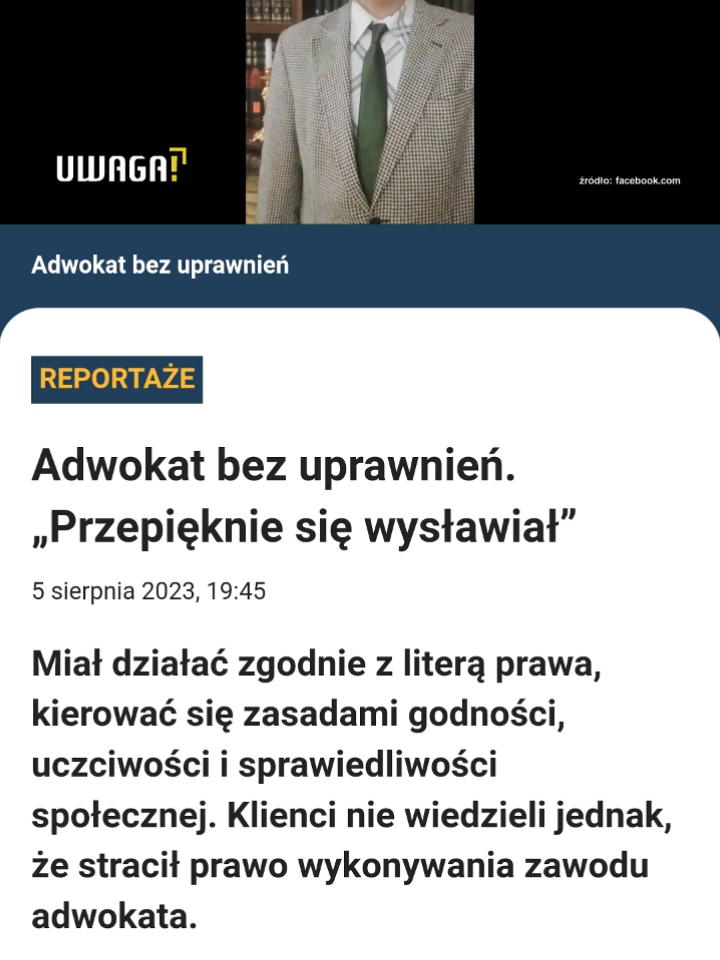 UWAGA!
źródło: facebook.com
Adwokat bez uprawnień
REPORTAŻE
Adwokat bez uprawnień.
„Przepięknie się wysławiał”
5 sierpnia 2023, 19:45
Miał działać zgodnie z literą prawa,
kierować się zasadami godności,
uczciwości i sprawiedliwości
społecznej. Klienci nie wiedzieli jednak,
że stracił prawo wykonywania zawodu
adwokata.